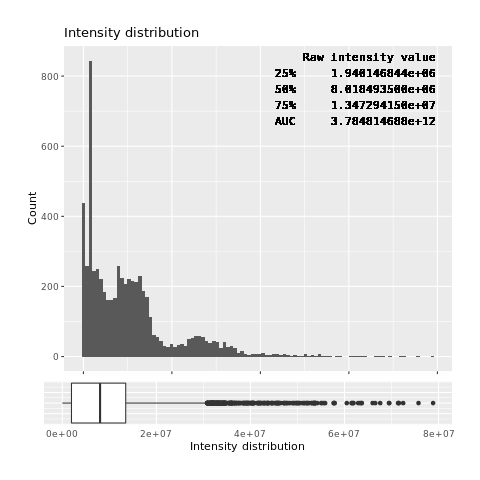 Intensity distribution
Raw intensity value
25% 1.940146844e+06
50% 8.018493500e+06
75% 1.347294150e+07
AUC 3.784814688e+12
800
600
400
200
0
Count
0e+00 2e+07 4e+07 6e+07 8e+07
Intensity distribution